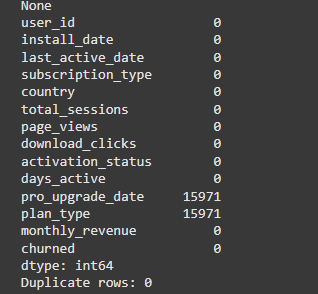 None
user_id 0
install_date 0
last_active_date 0
subscription_type 0
country 0
total_sessions 0
page_views 0
download_clicks 0
activation_status 0
days_active 0
pro_upgrade_date 15971
plan_type 15971
monthly_revenue 0
churned 0
dtype: int64
Duplicate rows: 0